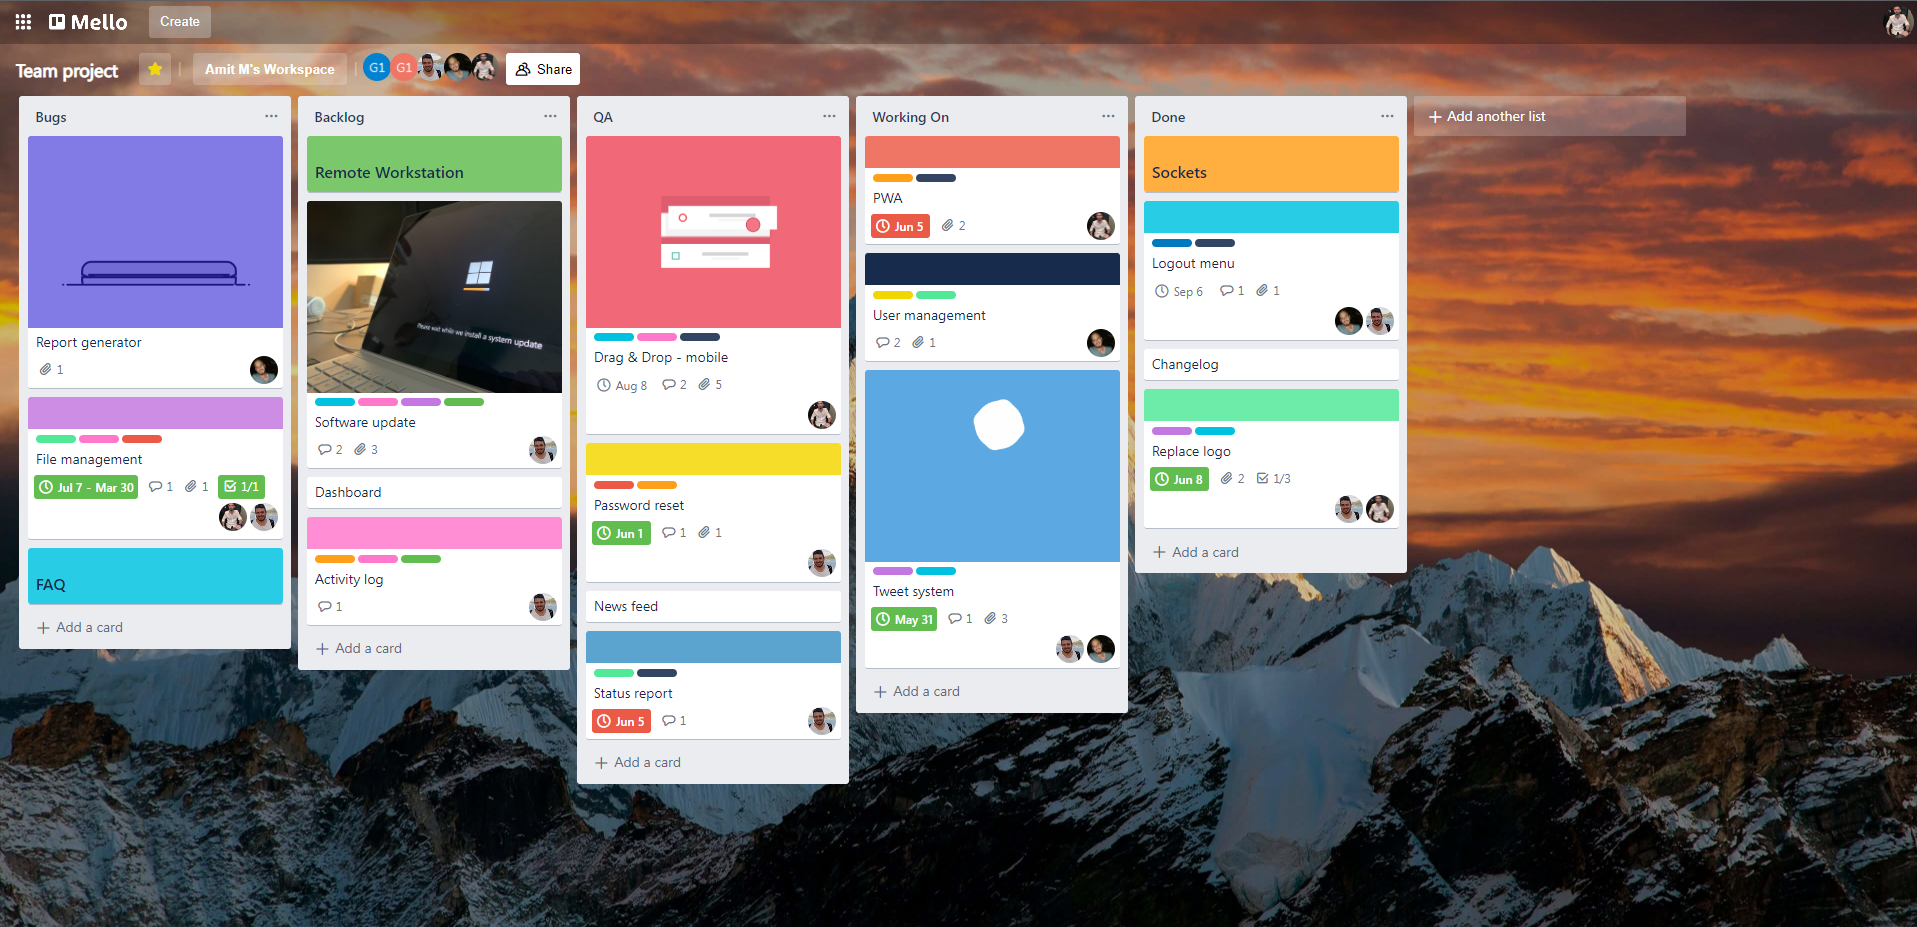 Mello
Create
Team project
Amit M's Workspace
G1
G1
Share
Bugs
Report generator
1
File management
Jul 7 - Mar 30
1
1
1/1
FAQ
Add a card
Backlog
Remote Workstation
Please wait while we install a system update
Software update
2
3
Dashboard
Activity log
1
Add a card
QA
Drag & Drop - mobile
Aug 8
2
5
Password reset
Jun 1
1
1
News feed
Status report
Jun 5
1
Add a card
Working On
PWA
Jun 5
2
User management
2
1
Tweet system
May 31
1
3
Add a card
Done
Sockets
Logout menu
Sep 6
1
1
Changelog
Replace logo
Jun 8
2
1/3
Add a card
Add another list